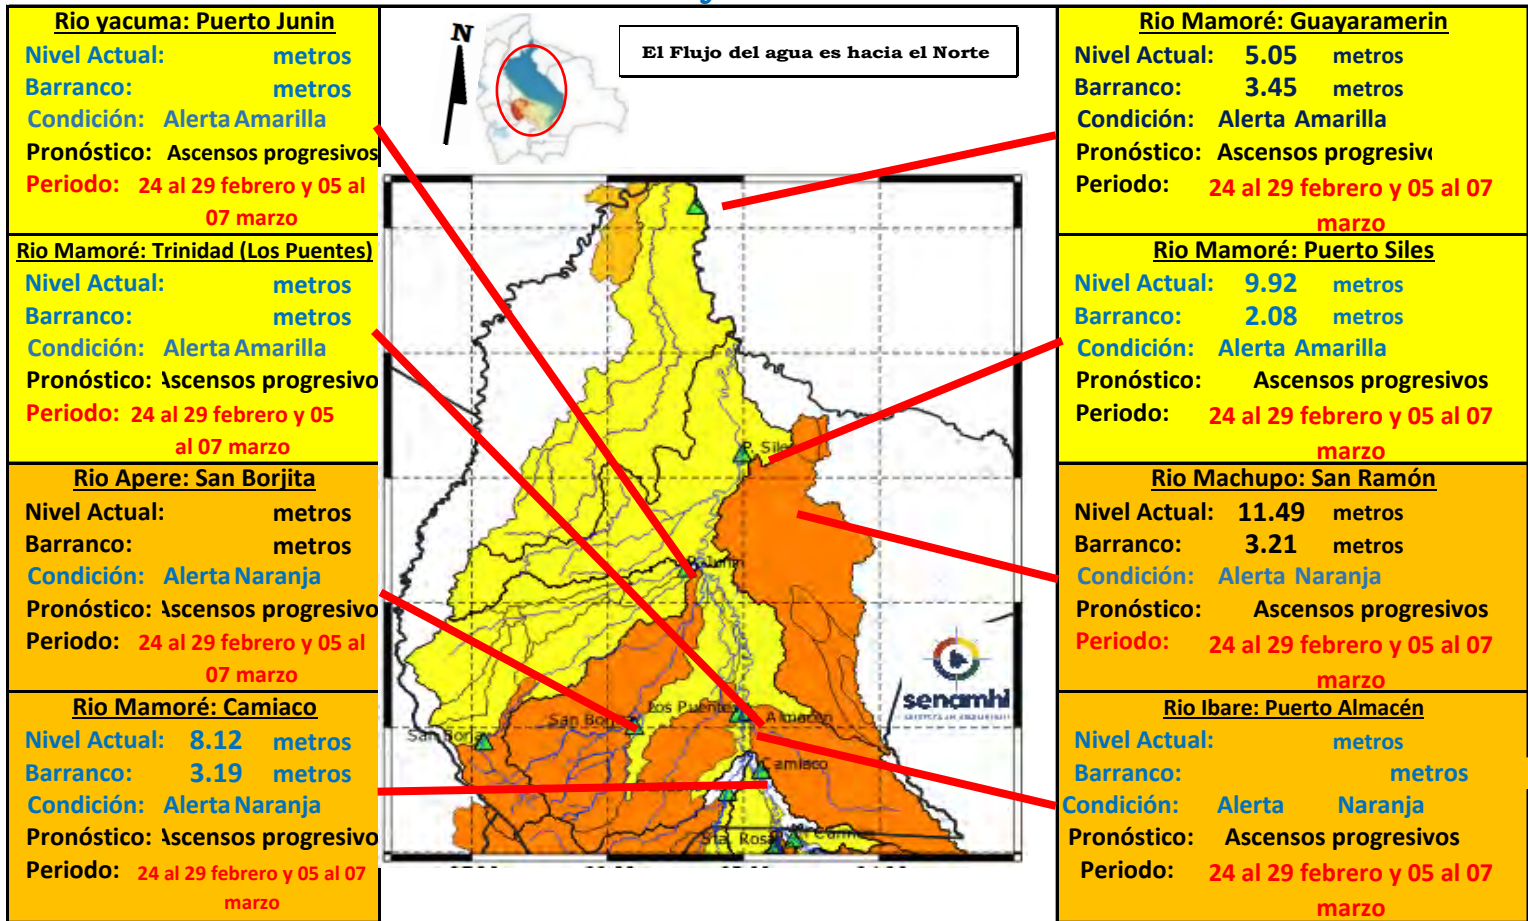 Rio yacuma: Puerto Junin
Nivel Actual: metros
Barranco: metros
Condición: Alerta Amarilla
Pronóstico: Ascensos progresivos
Periodo: 24 al 29 febrero y 05 al
07 marzo
Rio Mamoré: Trinidad (Los Puentes)
Nivel Actual: metros
Barranco: metros
Condición: Alerta Amarilla
Pronóstico: Ascensos progresivo
Periodo: 24 al 29 febrero y 05
al 07 marzo
Rio Apere: San Borjita
Nivel Actual: metros
Barranco: metros
Condición: Alerta Naranja
Pronóstico: Ascensos progresivo
Periodo: 24 al 29 febrero y 05 al
07 marzo
Rio Mamoré: Camiaco
Nivel Actual: 8.12 metros
Barranco: 3.19 metros
Condición: Alerta Naranja
Pronóstico: Ascensos progresivo
Periodo: 24 al 29 febrero y 05 al 07
marzo
N
El Flujo del agua es hacia el Norte
P. Siles
P. Junin
Los Puentes
Almacén
San Borjita
San Borja
Camiaco
Sta. Rosa
senamhi
Rio Mamoré: Guayaramerin
Nivel Actual: 5.05 metros
Barranco: 3.45 metros
Condición: Alerta Amarilla
Pronóstico: Ascensos progresivo
Periodo: 24 al 29 febrero y 05 al 07
marzo
Rio Mamoré: Puerto Siles
Nivel Actual: 9.92 metros
Barranco: 2.08 metros
Condición: Alerta Amarilla
Pronóstico: Ascensos progresivos
Periodo: 24 al 29 febrero y 05 al 07
marzo
Rio Machupo: San Ramón
Nivel Actual: 11.49 metros
Barranco: 3.21 metros
Condición: Alerta Naranja
Pronóstico: Ascensos progresivos
Periodo: 24 al 29 febrero y 05 al 07
marzo
Rio Ibare: Puerto Almacén
Nivel Actual: metros
Barranco: metros
Condición: Alerta Naranja
Pronóstico: Ascensos progresivos
Periodo: 24 al 29 febrero y 05 al 07
marzo